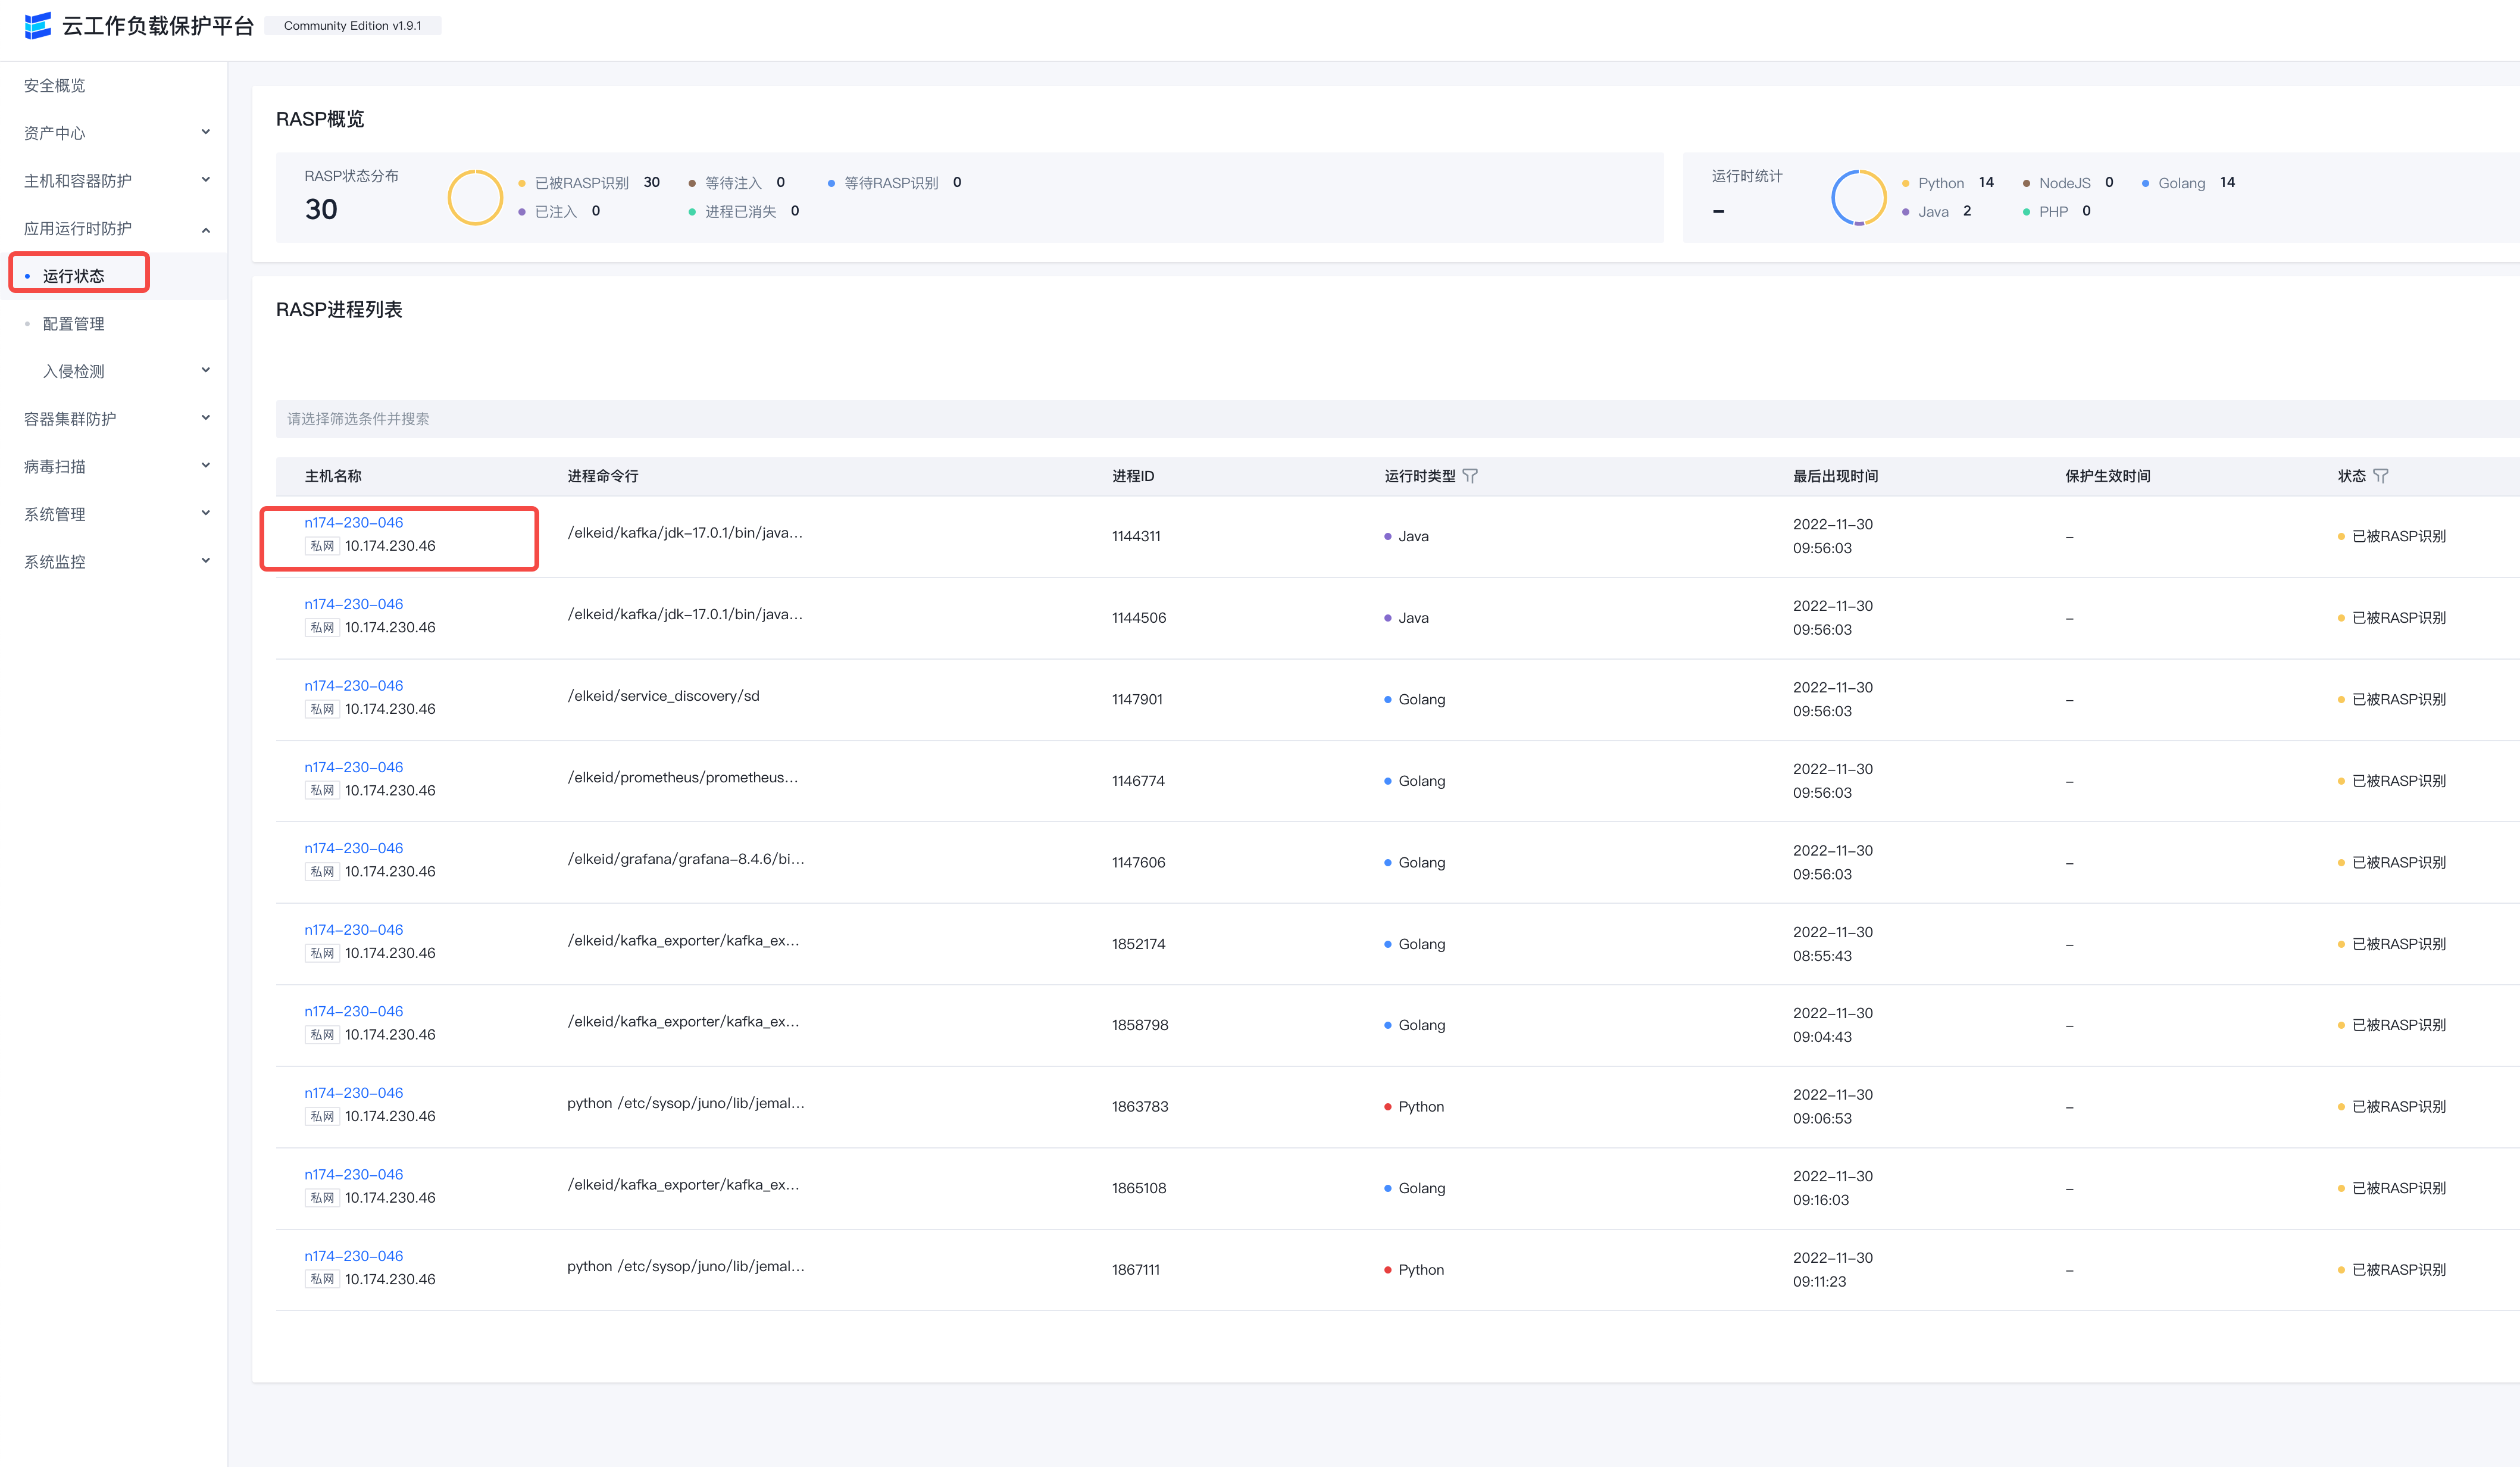 云工作负载保护平台 Community Edition v1.9.1
安全概览
资产中心
主机和容器防护
应用运行时防护
运行状态
配置管理
入侵检测
容器集群防护
病毒扫描
系统管理
系统监控
RASP概览
RASP状态分布
30
已被RASP识别 30 等待注入 0 等待RASP识别 0
已注入 0 进程已消失 0
运行时统计
–
Python 14 NodeJS 0 Golang 14
Java 2 PHP 0
RASP进程列表
请选择筛选条件并搜索
主机名称 进程命令行 进程ID 运行时类型 最后出现时间 保护生效时间 状态
n174-230-046
私网 10.174.230.46
/elkeid/kafka/jdk-17.0.1/bin/java...
1144311
Java
2022-11-30
09:56:03
–
已被RASP识别
n174-230-046
私网 10.174.230.46
/elkeid/kafka/jdk-17.0.1/bin/java...
1144506
Java
2022-11-30
09:56:03
–
已被RASP识别
n174-230-046
私网 10.174.230.46
/elkeid/service_discovery/sd
1147901
Golang
2022-11-30
09:56:03
–
已被RASP识别
n174-230-046
私网 10.174.230.46
/elkeid/prometheus/prometheus...
1146774
Golang
2022-11-30
09:56:03
–
已被RASP识别
n174-230-046
私网 10.174.230.46
/elkeid/grafana/grafana-8.4.6/bi...
1147606
Golang
2022-11-30
09:56:03
–
已被RASP识别
n174-230-046
私网 10.174.230.46
/elkeid/kafka_exporter/kafka_ex...
1852174
Golang
2022-11-30
08:55:43
–
已被RASP识别
n174-230-046
私网 10.174.230.46
/elkeid/kafka_exporter/kafka_ex...
1858798
Golang
2022-11-30
09:04:43
–
已被RASP识别
n174-230-046
私网 10.174.230.46
python /etc/sysop/juno/lib/jemal...
1863783
Python
2022-11-30
09:06:53
–
已被RASP识别
n174-230-046
私网 10.174.230.46
/elkeid/kafka_exporter/kafka_ex...
1865108
Golang
2022-11-30
09:16:03
–
已被RASP识别
n174-230-046
私网 10.174.230.46
python /etc/sysop/juno/lib/jemal...
1867111
Python
2022-11-30
09:11:23
–
已被RASP识别